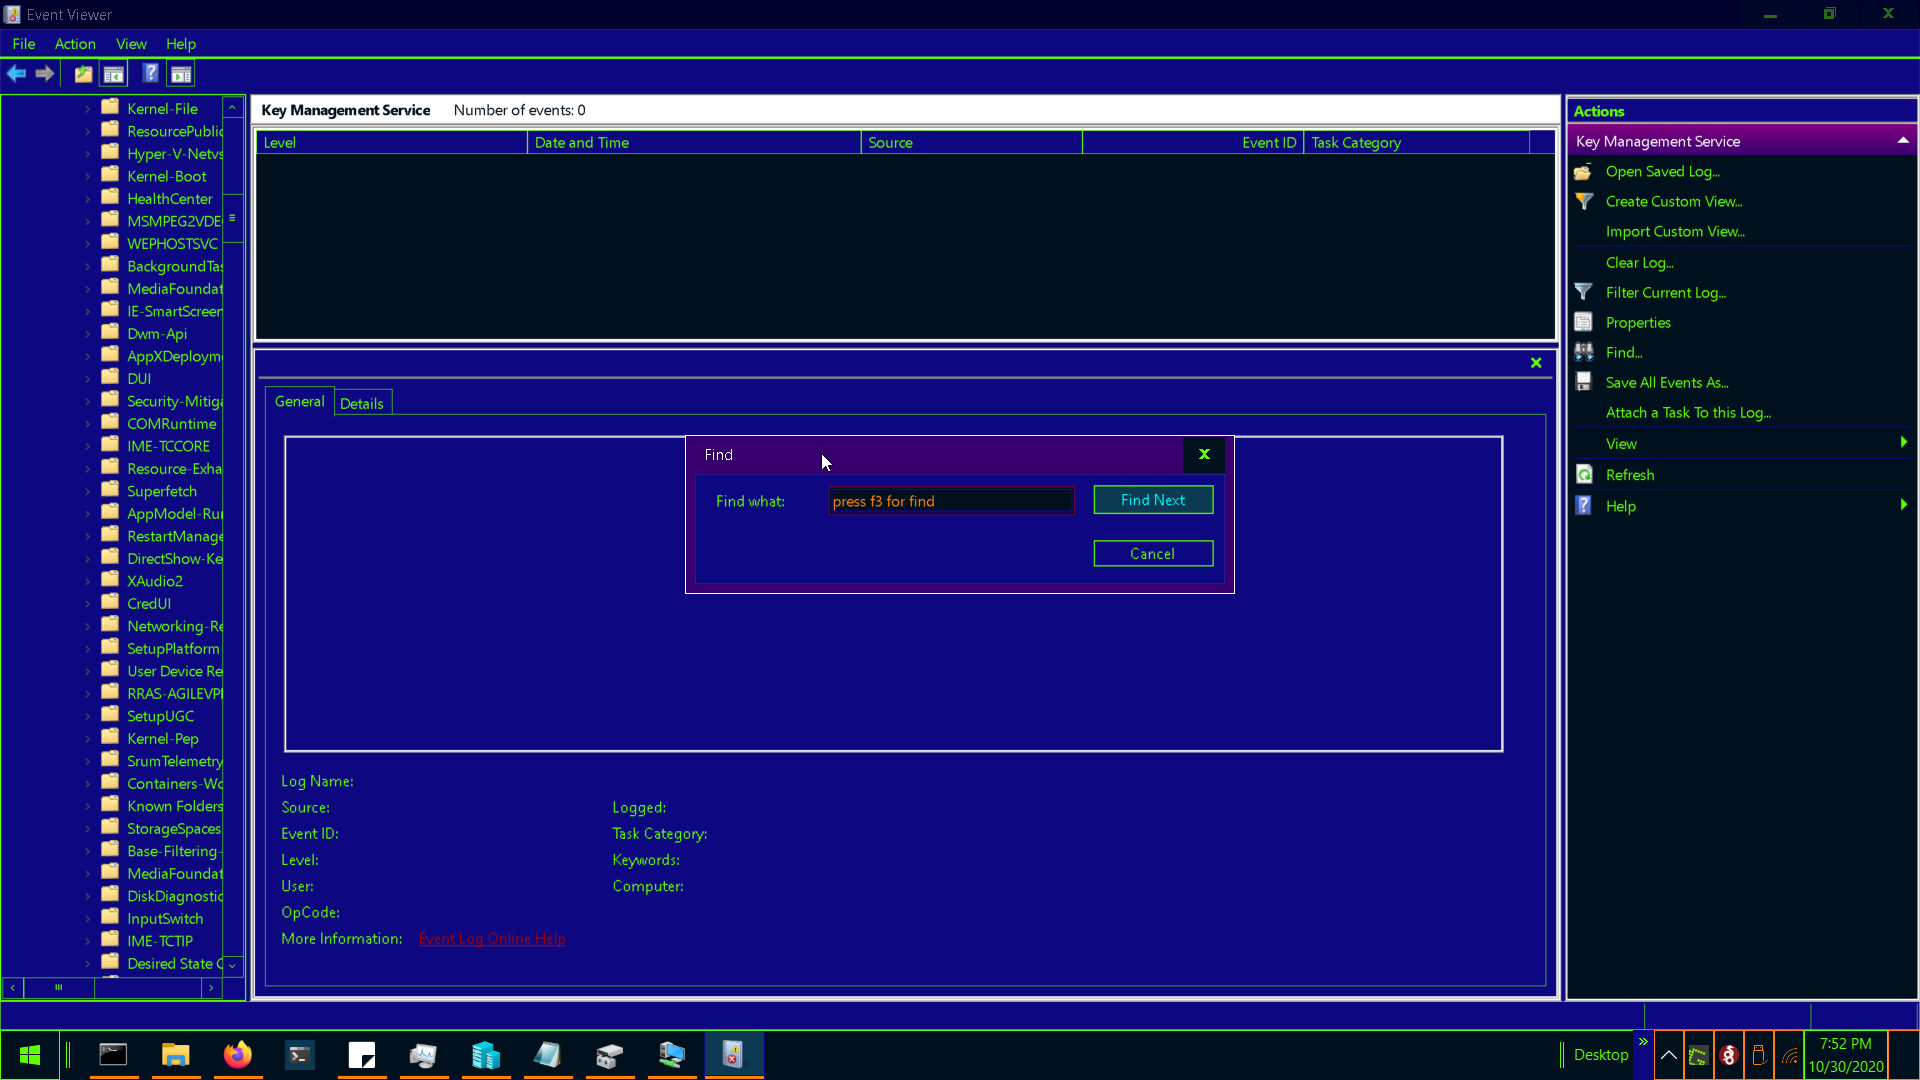 Event Viewer
File Action View Help
Kernel-File
ResourcePublic
Hyper-V-Netvs
Kernel-Boot
HealthCenter
MSMPEG2VDE
WEPHOSTSVC
BackgroundTas
MediaFoundat
IE-SmartScreen
Dwm-Api
AppXDeploym
DUI
Security-Mitiga
COMRuntime
IME-TCCORE
Resource-Exha
Superfetch
AppModel-Ru
RestartManage
DirectShow-Ke
XAudio2
CredUI
Networking-Re
SetupPlatform
User Device Re
RRAS-AGILEVP
SetupUGC
Kernel-Pep
SrumTelemetry
Containers-Wc
Known Folders
StorageSpaces
Base-Filtering-
MediaFoundat
DiskDiagnostic
InputSwitch
IME-TCTIP
Desired State C
Key Management Service Number of events: 0
Level Date and Time Source Event ID Task Category
General Details
Find
Find what: press f3 for find Find Next
Cancel
Log Name:
Source: Logged:
Event ID: Task Category:
Level: Keywords:
User: Computer:
OpCode:
More Information: Event Log Online Help
Actions
Key Management Service
Open Saved Log...
Create Custom View...
Import Custom View...
Clear Log...
Filter Current Log...
Properties
Find...
Save All Events As...
Attach a Task To this Log...
View
Refresh
Help
Desktop
7:52 PM
10/30/2020